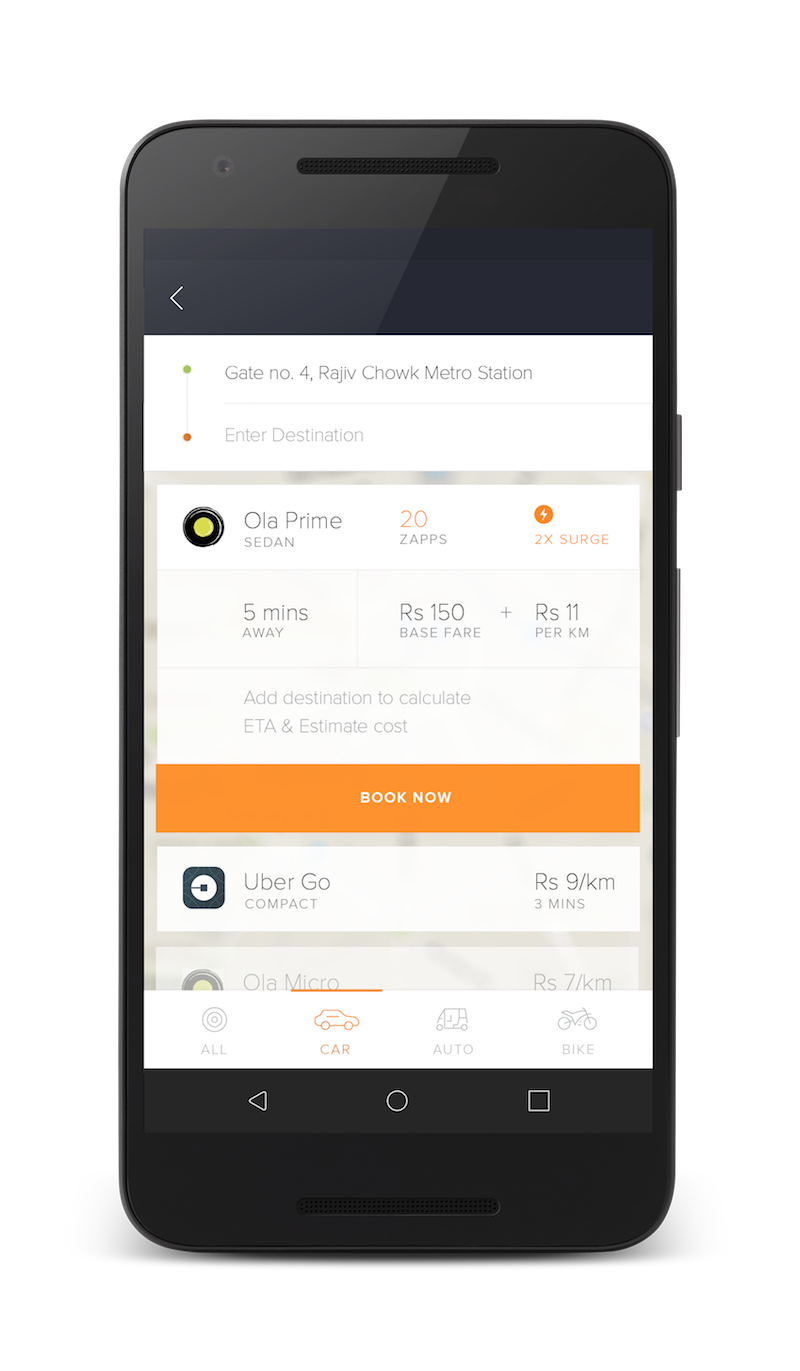 Gate no. 4, Rajiv Chowk Metro Station
Enter Destination
Ola Prime
SEDAN
20
ZAPPS
2X SURGE
5 mins
AWAY
Rs 150
BASE FARE
+
Rs 11
PER KM
Add destination to calculate
ETA & Estimate cost
BOOK NOW
Uber Go
COMPACT
Rs 9/km
3 MINS
Ola Micro
Rs 7/km
ALL
CAR
AUTO
BIKE